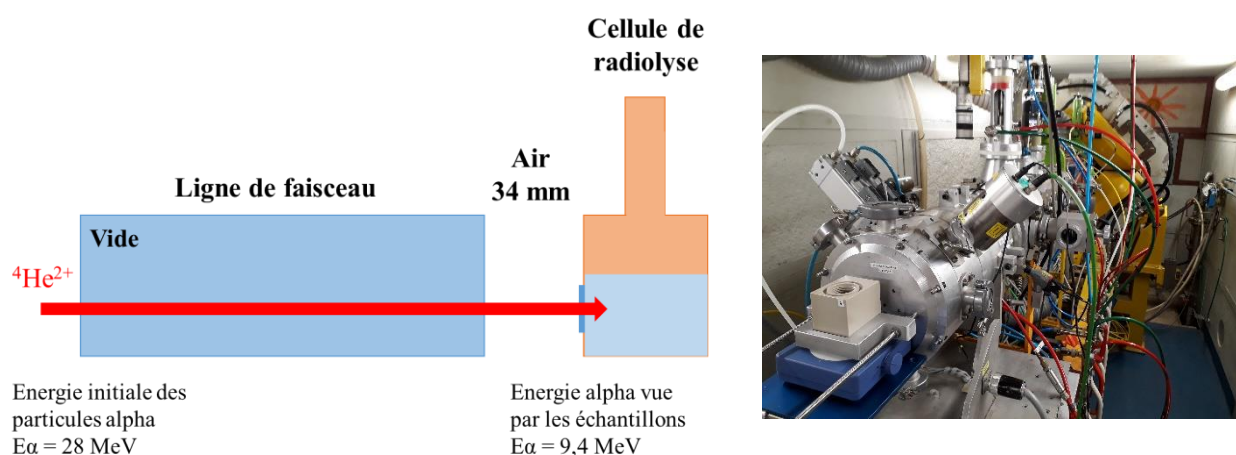 Cellule de
radiolyse
Air
34 mm
Ligne de faisceau
Vide
⁴He²⁺
Energie initiale des
particules alpha
Eα = 28 MeV
Energie alpha vue
par les échantillons
Eα = 9,4 MeV